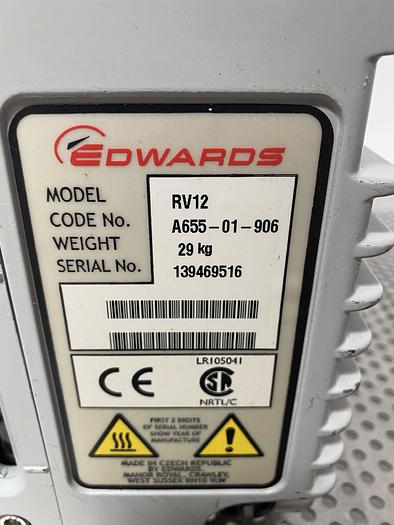 EDWARDS
MODEL RV12
CODE No. A655-01-906
WEIGHT 29 kg
SERIAL No. 139469516
LR105041
CE
NRTL/C
FIRST 2 DIGITS
OF SERIAL NUMBER
SHOW YEAR OF
MANUFACTURE
MADE IN CZECH REPUBLIC
BY EDWARDS,
MANOR ROYAL, CRAWLEY,
WEST SUSSEX RH10 9LW